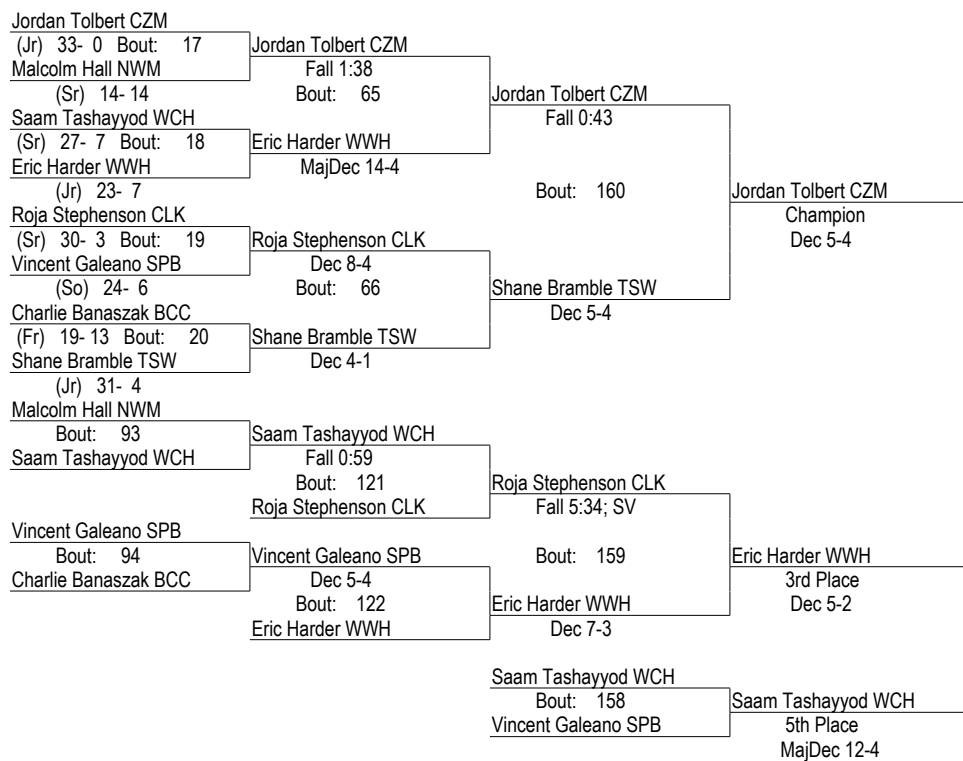 Jordan Tolbert CZM
(Jr) 33- 0 Bout: 17
Jordan Tolbert CZM
Malcolm Hall NWM
Fall 1:38
(Sr) 14- 14
Bout: 65
Jordan Tolbert CZM
Saam Tashayyod WCH
Fall 0:43
(Sr) 27- 7 Bout: 18
Eric Harder WWH
Eric Harder WWH
MajDec 14-4
(Jr) 23- 7
Bout: 160
Jordan Tolbert CZM
Roja Stephenson CLK
Champion
(Sr) 30- 3 Bout: 19
Roja Stephenson CLK
Dec 5-4
Vincent Galeano SPB
Dec 8-4
(So) 24- 6
Bout: 66
Shane Bramble TSW
Charlie Banaszak BCC
Dec 5-4
(Fr) 19- 13 Bout: 20
Shane Bramble TSW
Shane Bramble TSW
Dec 4-1
(Jr) 31- 4
Malcolm Hall NWM
Bout: 93
Saam Tashayyod WCH
Saam Tashayyod WCH
Fall 0:59
Bout: 121
Roja Stephenson CLK
Roja Stephenson CLK
Fall 5:34; SV
Vincent Galeano SPB
Bout: 94
Vincent Galeano SPB
Bout: 159
Eric Harder WWH
Charlie Banaszak BCC
Dec 5-4
3rd Place
Bout: 122
Eric Harder WWH
Dec 5-2
Eric Harder WWH
Dec 7-3
Saam Tashayyod WCH
Bout: 158
Saam Tashayyod WCH
Vincent Galeano SPB
5th Place
MajDec 12-4